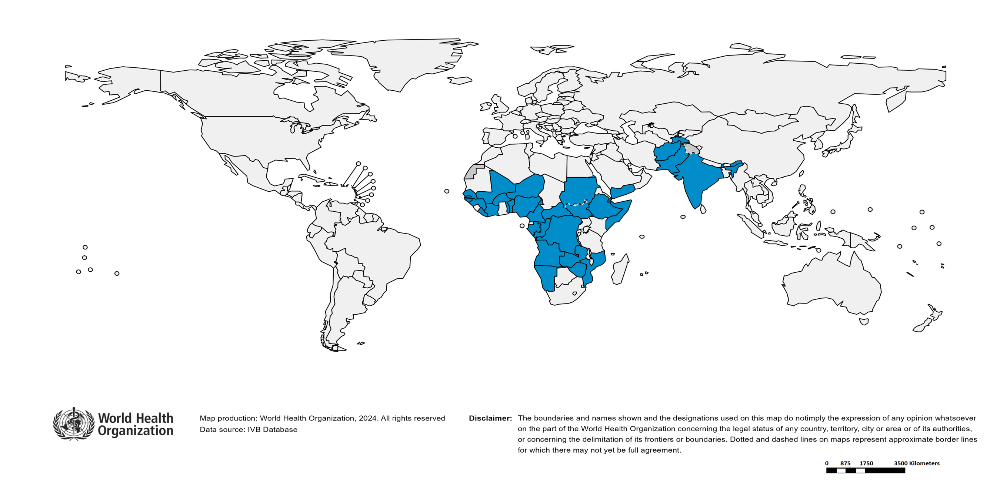 World Health
Organization
Map production: World Health Organization, 2024. All rights reserved
Data source: IVB Database
Disclaimer: The boundaries and names shown and the designations used on this map do notimply the expression of any opinion whatsoever
on the part of the World Health Organization concerning the legal status of any country, territory, city or area or of its authorities,
or concerning the delimitation of its frontiers or boundaries. Dotted and dashed lines on maps represent approximate border lines
for which there may not yet be full agreement.
0 875 1750 3500 Kilometers